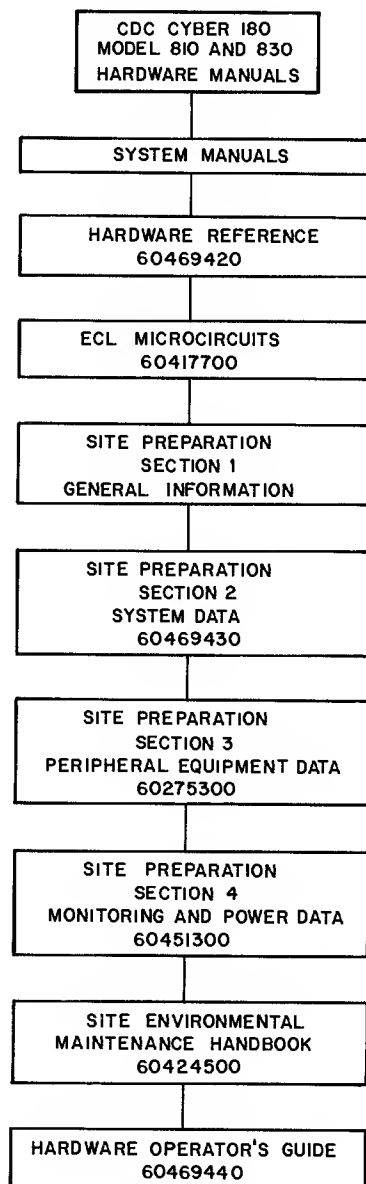 CDC CYBER 180
MODEL 810 AND 830
HARDWARE MANUALS
SYSTEM MANUALS
HARDWARE REFERENCE
60469420
ECL MICROCIRCUITS
60417700
SITE PREPARATION
SECTION 1
GENERAL INFORMATION
SITE PREPARATION
SECTION 2
SYSTEM DATA
60469430
SITE PREPARATION
SECTION 3
PERIPHERAL EQUIPMENT DATA
60275300
SITE PREPARATION
SECTION 4
MONITORING AND POWER DATA
60451300
SITE ENVIRONMENTAL
MAINTENANCE HANDBOOK
60424500
HARDWARE OPERATOR'S GUIDE
60469440